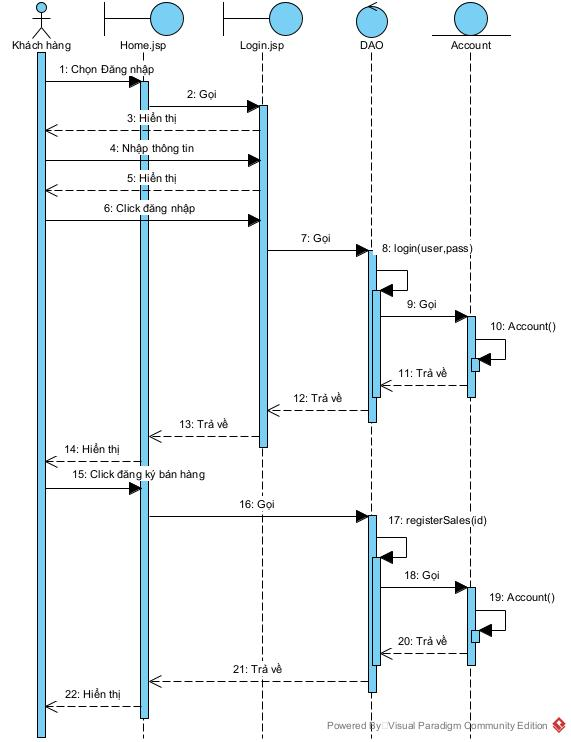 Khách hàng
Home.jsp
Login.jsp
DAO
Account
1: Chọn Đăng nhập
2: Gọi
3: Hiển thị
4: Nhập thông tin
5: Hiển thị
6: Click đăng nhập
7: Gọi
8: login(user,pass)
9: Gọi
10: Account()
11: Trả về
12: Trả về
13: Trả về
14: Hiển thị
15: Click đăng ký bán hàng
16: Gọi
17: registerSales(id)
18: Gọi
19: Account()
20: Trả về
21: Trả về
22: Hiển thị
Powered By Visual Paradigm Community Edition